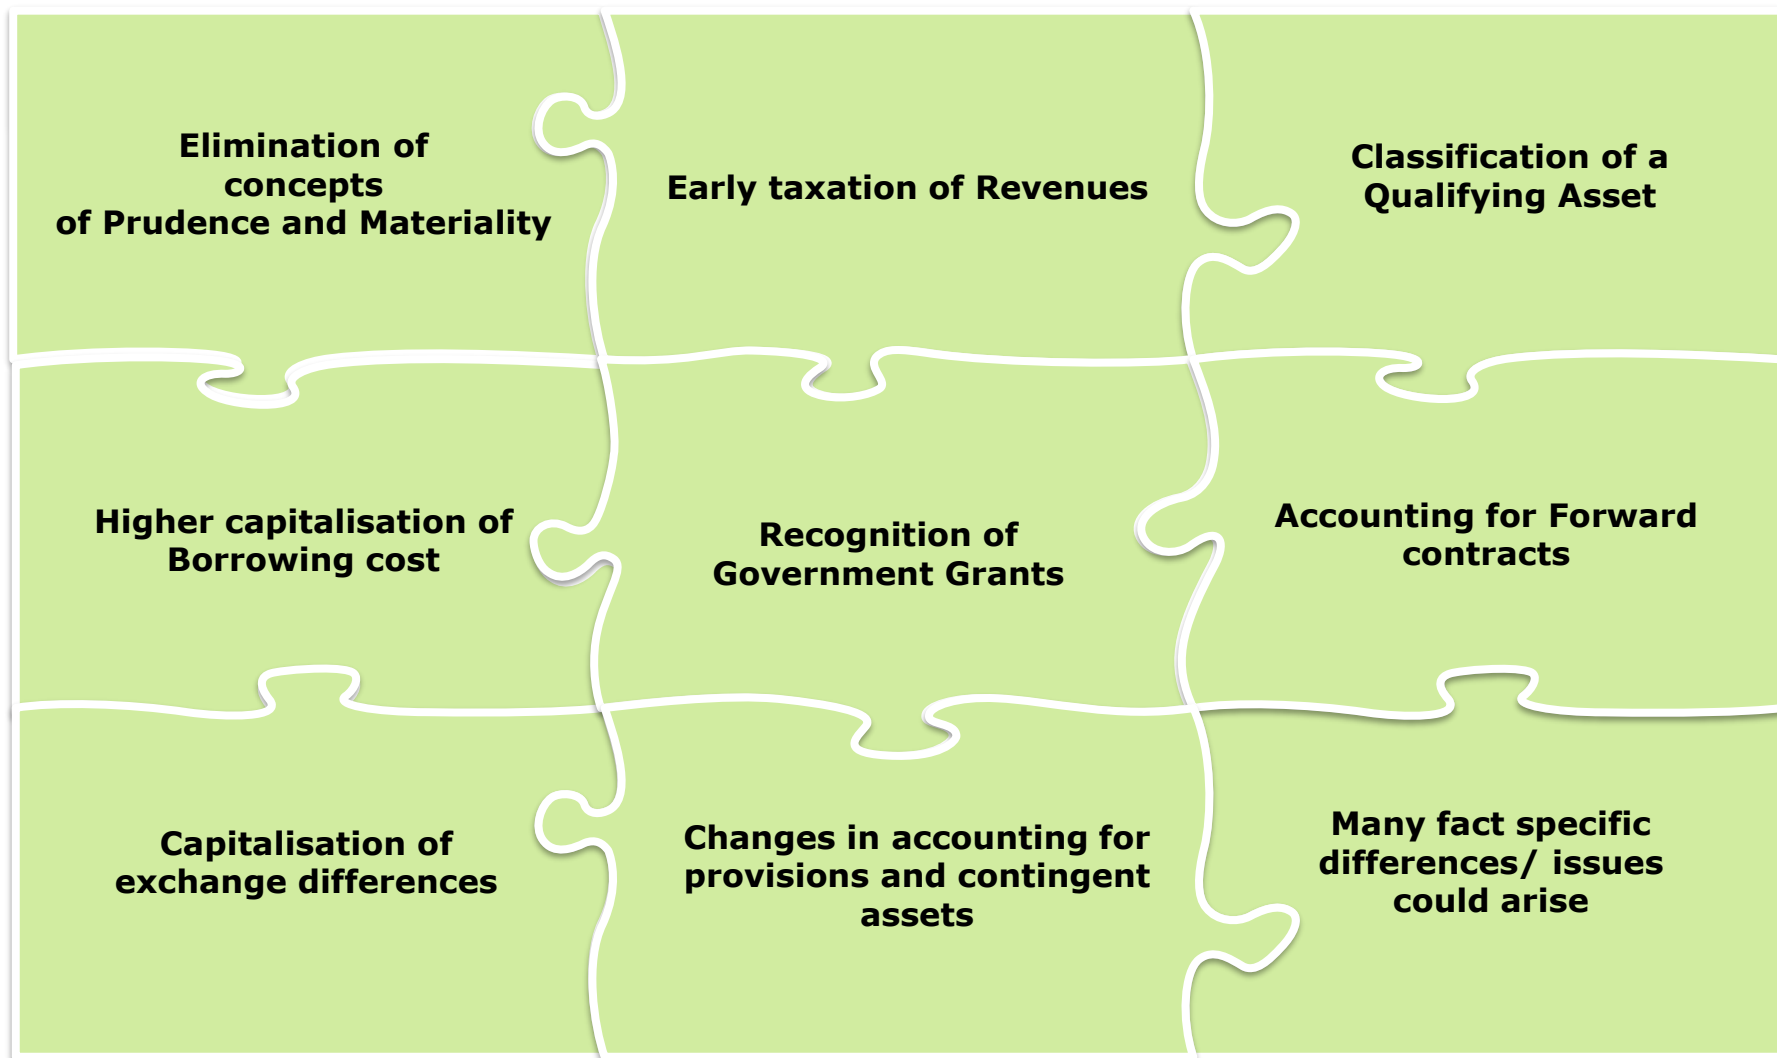 Elimination of
concepts
of Prudence and Materiality
Early taxation of Revenues
Classification of a
Qualifying Asset
Higher capitalisation of
Borrowing cost
Recognition of
Government Grants
Accounting for Forward
contracts
Capitalisation of
exchange differences
Changes in accounting for
provisions and contingent
assets
Many fact specific
differences/ issues
could arise